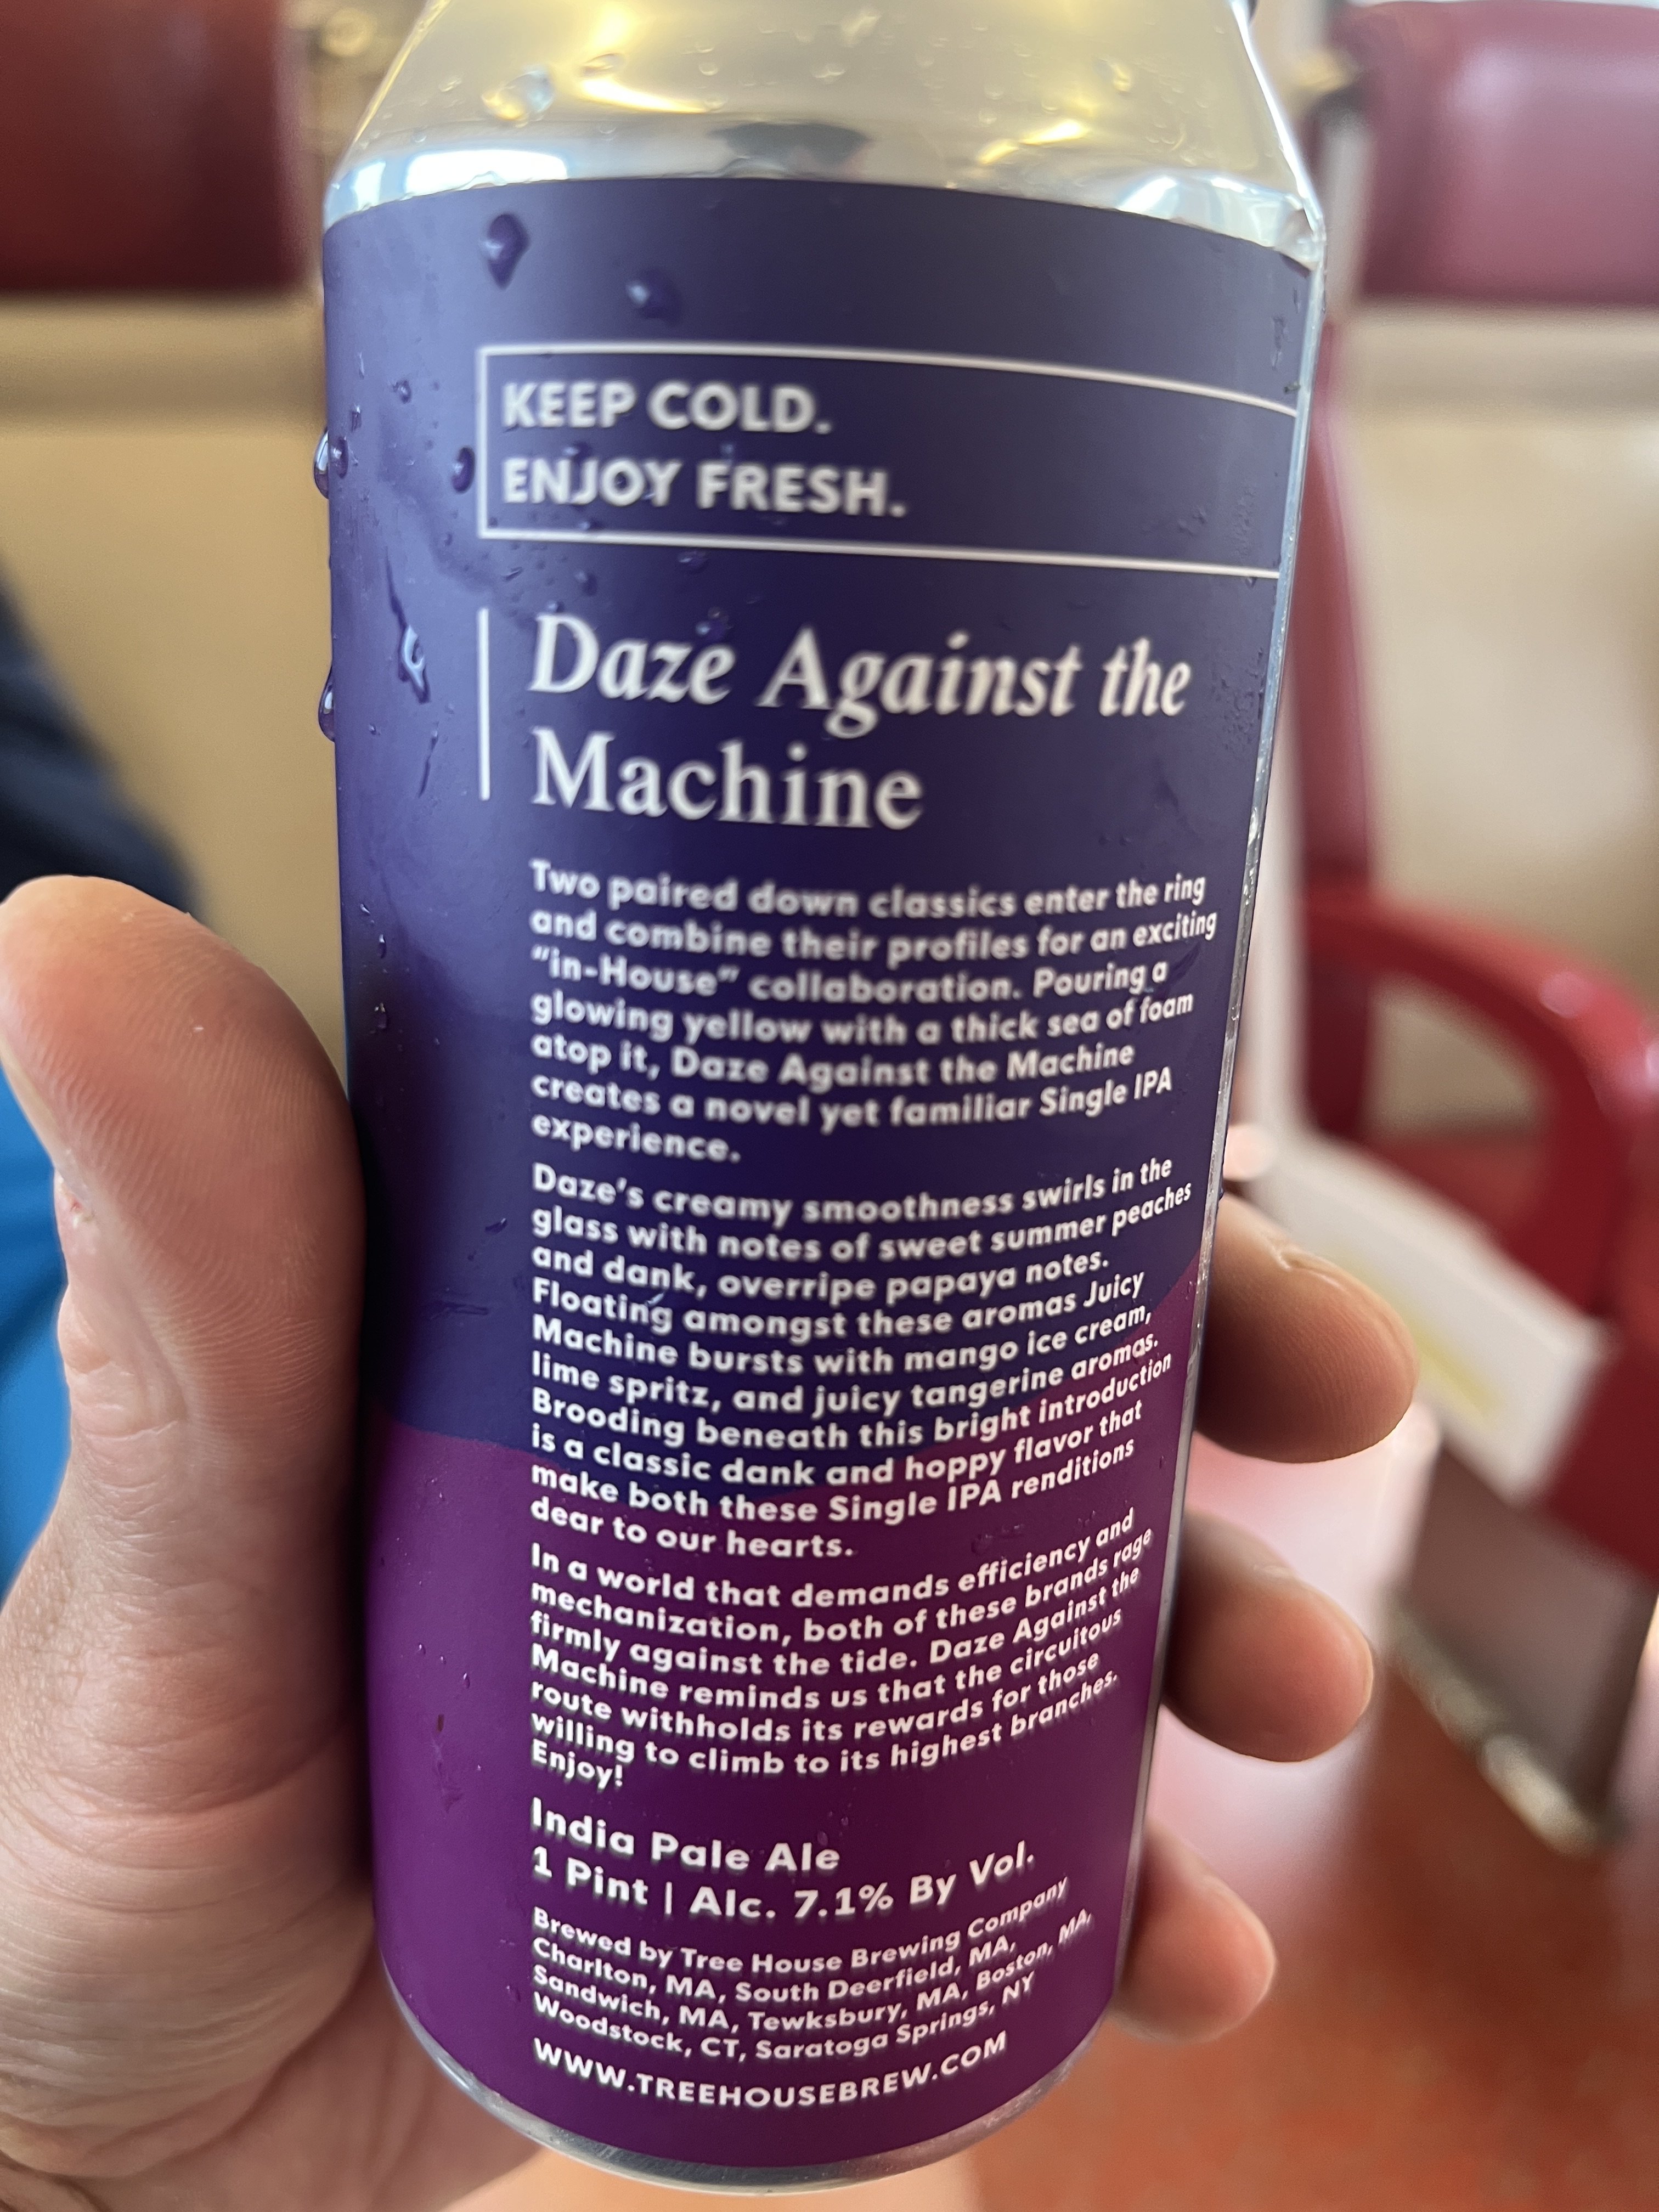 KEEP COLD.
ENJOY FRESH.
Daze Against the
Machine
Two paired down classics enter the ring
and combine their profiles for an exciting
“in-House” collaboration. Pouring a
glowing yellow with a thick sea of foam
atop it, Daze Against the Machine
creates a novel yet familiar Single IPA
experience.
Daze’s creamy smoothness swirls in the
glass with notes of sweet summer peaches
and dank, overripe papaya notes.
Floating amongst these aromas Juicy
Machine bursts with mango ice cream,
lime spritz, and juicy tangerine aromas.
Brooding beneath this bright introduction
is a classic dank and hoppy flavor that
make both these Single IPA renditions
dear to our hearts.
In a world that demands efficiency and
mechanization, both of these brands rage
firmly against the tide. Daze Against the
Machine reminds us that the circuitous
route withholds its rewards for those
willing to climb to its highest branches.
Enjoy!
India Pale Ale
1 Pint | Alc. 7.1% By Vol.
Brewed by Tree House Brewing Company
Charlton, MA, South Deerfield, MA,
Sandwich, MA, Tewksbury, MA, Boston, MA,
Woodstock, CT, Saratoga Springs, NY
WWW.TREEHOUSEBREW.COM